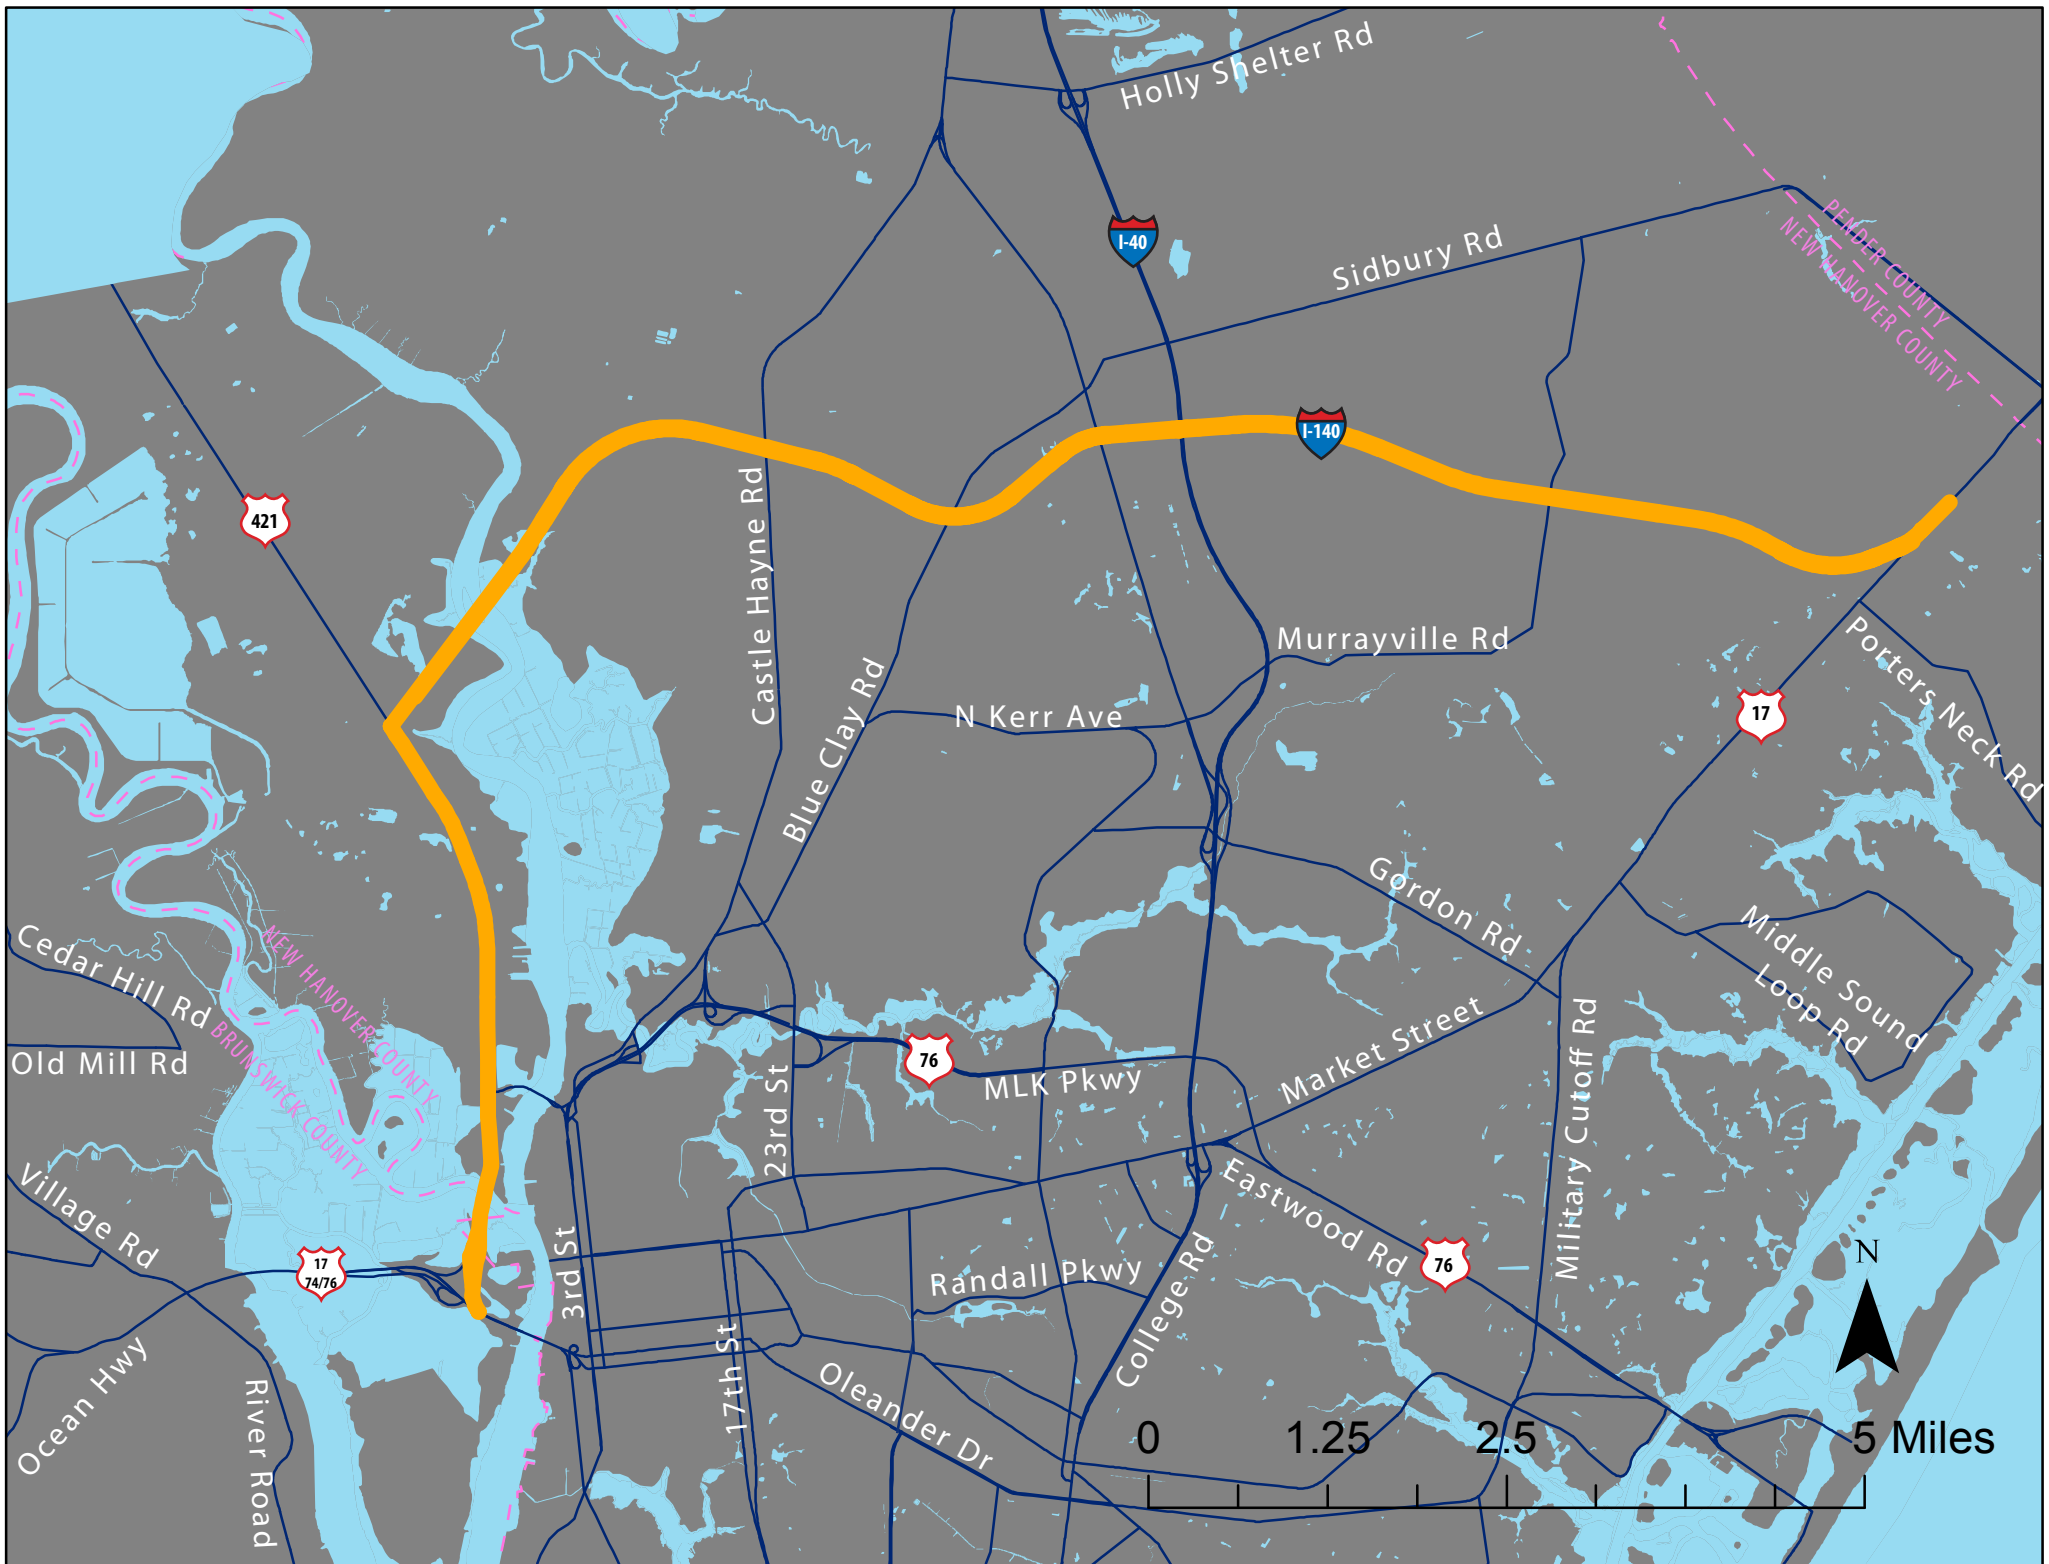 Holly Shelter Rd
I-40
Sidbury Rd
PENDER COUNTY
NEW HANOVER COUNTY
I-140
421
Castle Hayne Rd
Murrayville Rd
Porters Neck Rd
17
N Kerr Ave
Blue Clay Rd
Gordon Rd
Middle Sound
Loop Rd
Cedar Hill Rd
NEW HANOVER COUNTY
BRUNSWICK COUNTY
Old Mill Rd
76
MLK Pkwy
Market Street
Military Cutoff Rd
23rd St
Village Rd
Eastwood Rd
17
74/76
3rd St
Randall Pkwy
College Rd
76
N
Ocean Hwy
River Road
17th St
Oleander Dr
0 1.25 2.5 5 Miles